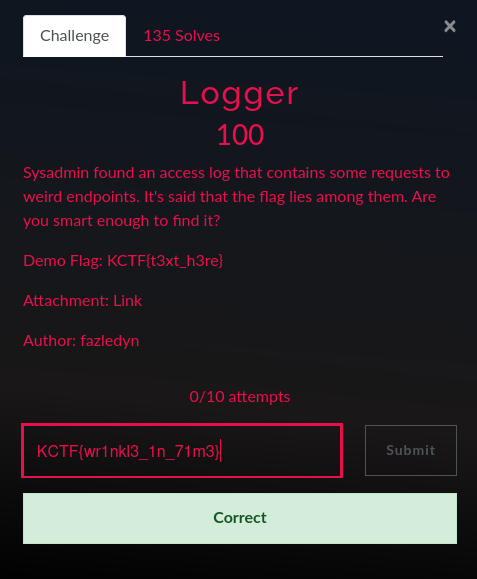 Challenge
135 Solves
×
Logger
100
Sysadmin found an access log that contains some requests to
weird endpoints. It's said that the flag lies among them. Are
you smart enough to find it?
Demo Flag: KCTF{t3xt_h3re}
Attachment: Link
Author: fazledyn
0/10 attempts
KCTF{wr1nkl3_1n_71m3}
Submit
Correct